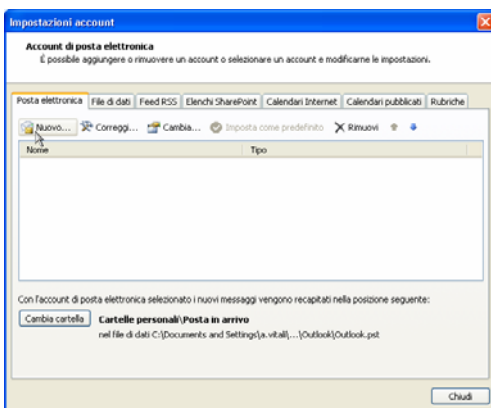 Impostazioni account
Account di posta elettronica
È possibile aggiungere o rimuovere un account o selezionare un account e modificarne le impostazioni.
Posta elettronica File di dati Feed RSS Elenchi SharePoint Calendari Internet Calendari pubblicati Rubriche
Nuovo... Correggi... Cambia... Imposta come predefinito Rimuovi
Nome Tipo
Con l'account di posta elettronica selezionato i nuovi messaggi vengono recapitati nella posizione seguente:
Cambia cartella Cartelle personali\Posta in arrivo
nel file di dati C:\Documents and Settings\a.vitali\...\Outlook\Outlook.pst
Chiudi